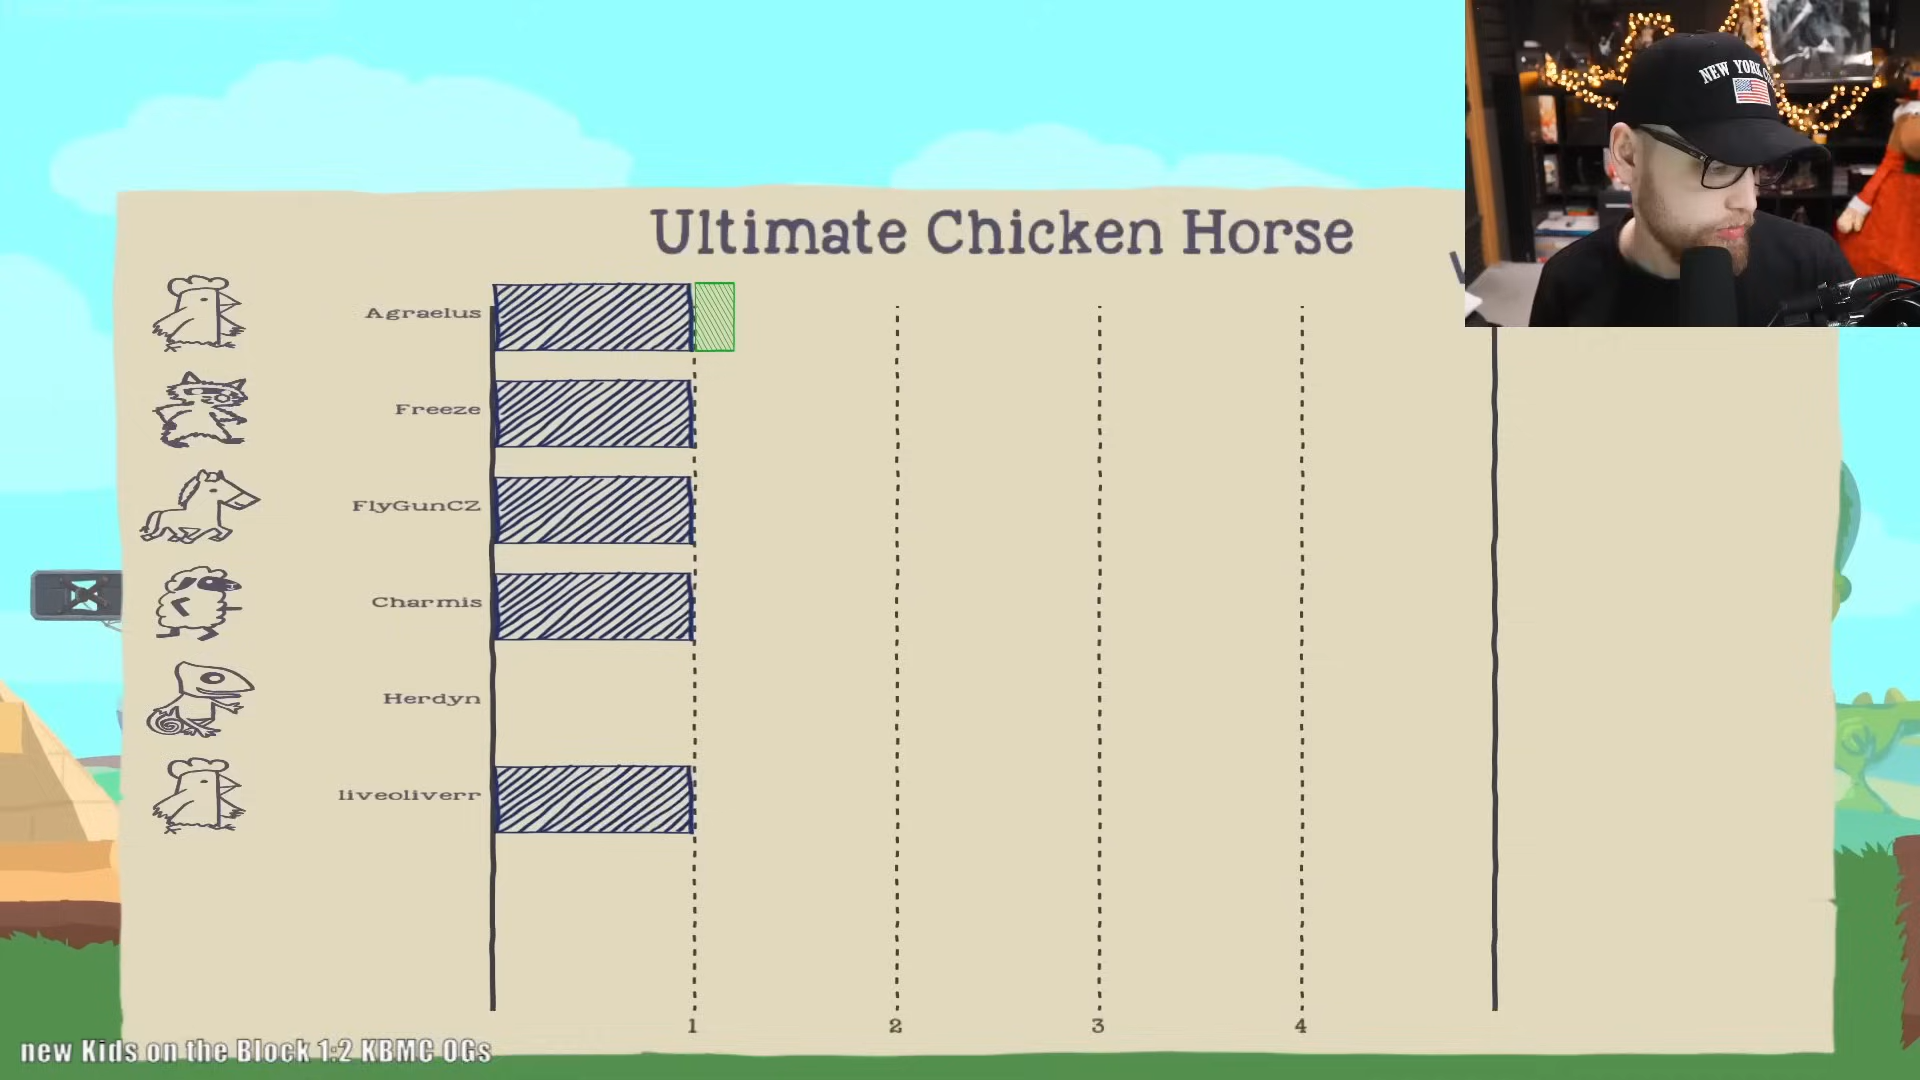 NEW YORK
Ultimate Chicken Horse
Agraelus
Freeze
FlyGunCZ
Charmis
Herdyn
liveoliverr
1 2 3 4
new Kids on the Block 1:2 KBMC OGs